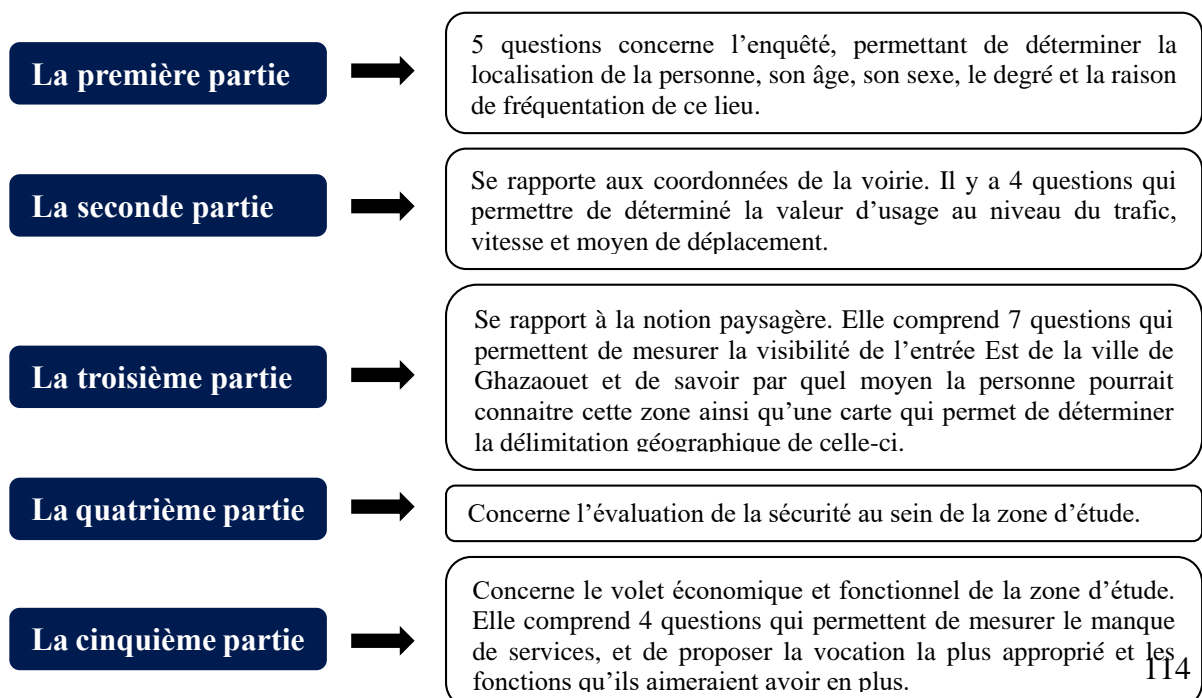 La première partie
5 questions concerne l’enquêté, permettant de déterminer la
localisation de la personne, son âge, son sexe, le degré et la raison
de fréquentation de ce lieu.
La seconde partie
Se rapporte aux coordonnées de la voirie. Il y a 4 questions qui
permettre de déterminé la valeur d’usage au niveau du trafic,
vitesse et moyen de déplacement.
La troisième partie
Se rapport à la notion paysagère. Elle comprend 7 questions qui
permettent de mesurer la visibilité de l’entrée Est de la ville de
Ghazaouet et de savoir par quel moyen la personne pourrait
connaitre cette zone ainsi qu’une carte qui permet de déterminer
la délimitation géographique de celle-ci.
La quatrième partie
Concerne l’évaluation de la sécurité au sein de la zone d’étude.
La cinquième partie
Concerne le volet économique et fonctionnel de la zone d’étude.
Elle comprend 4 questions qui permettent de mesurer le manque
de services, et de proposer la vocation la plus approprié et les
fonctions qu’ils aimeraient avoir en plus.
114